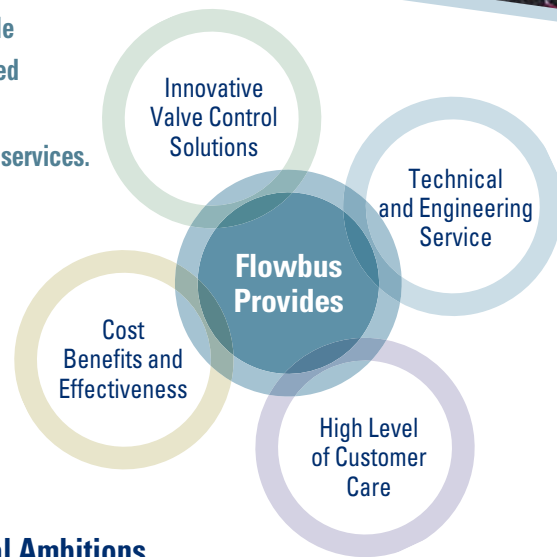 services.
Innovative
Valve Control
Solutions
Technical
and Engineering
Service
Flowbus
Provides
Cost
Benefits and
Effectiveness
High Level
of Customer
Care
Ambitions